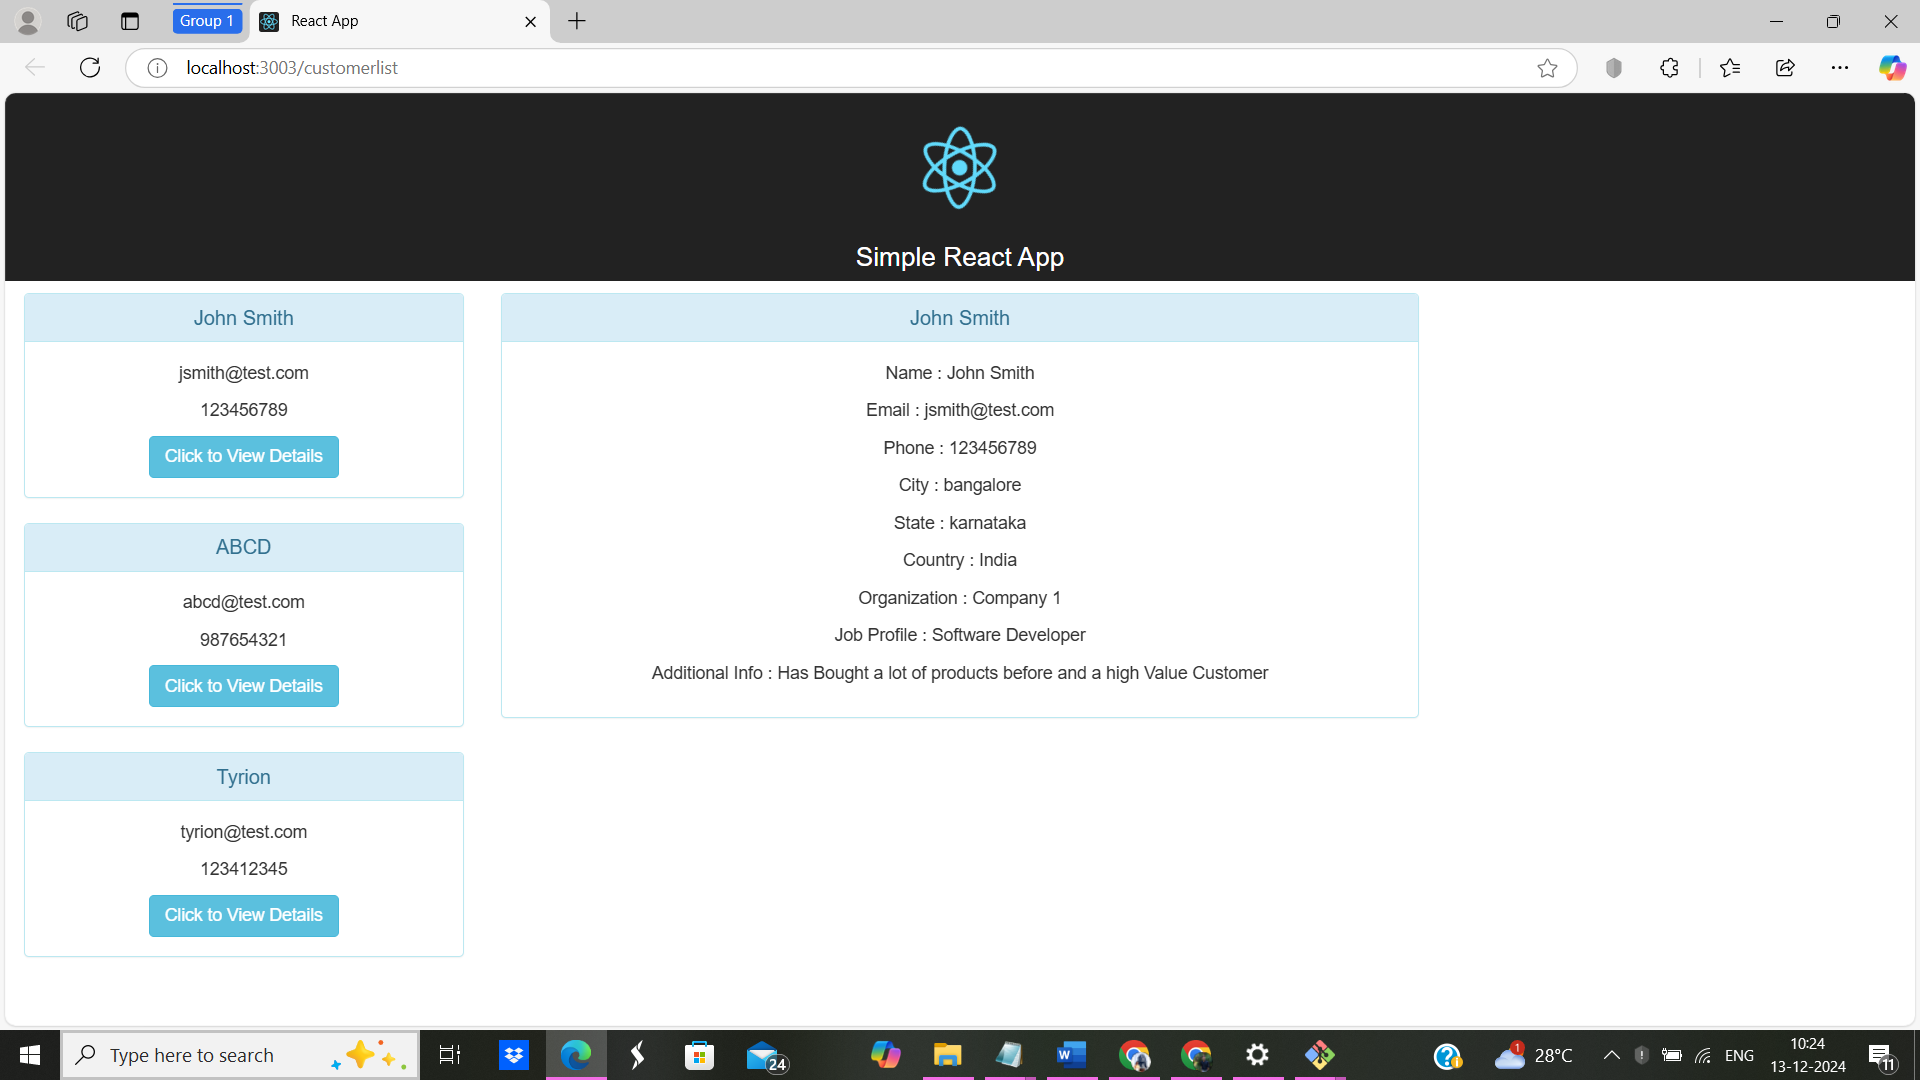 Group 1
React App
localhost:3003/customerlist
Simple React App
John Smith
jsmith@test.com
123456789
Click to View Details
ABCD
abcd@test.com
987654321
Click to View Details
Tyrion
tyrion@test.com
123412345
Click to View Details
John Smith
Name : John Smith
Email : jsmith@test.com
Phone : 123456789
City : bangalore
State : karnataka
Country : India
Organization : Company 1
Job Profile : Software Developer
Additional Info : Has Bought a lot of products before and a high Value Customer
Type here to search
24
1
28°C
ENG
10:24
13-12-2024
11